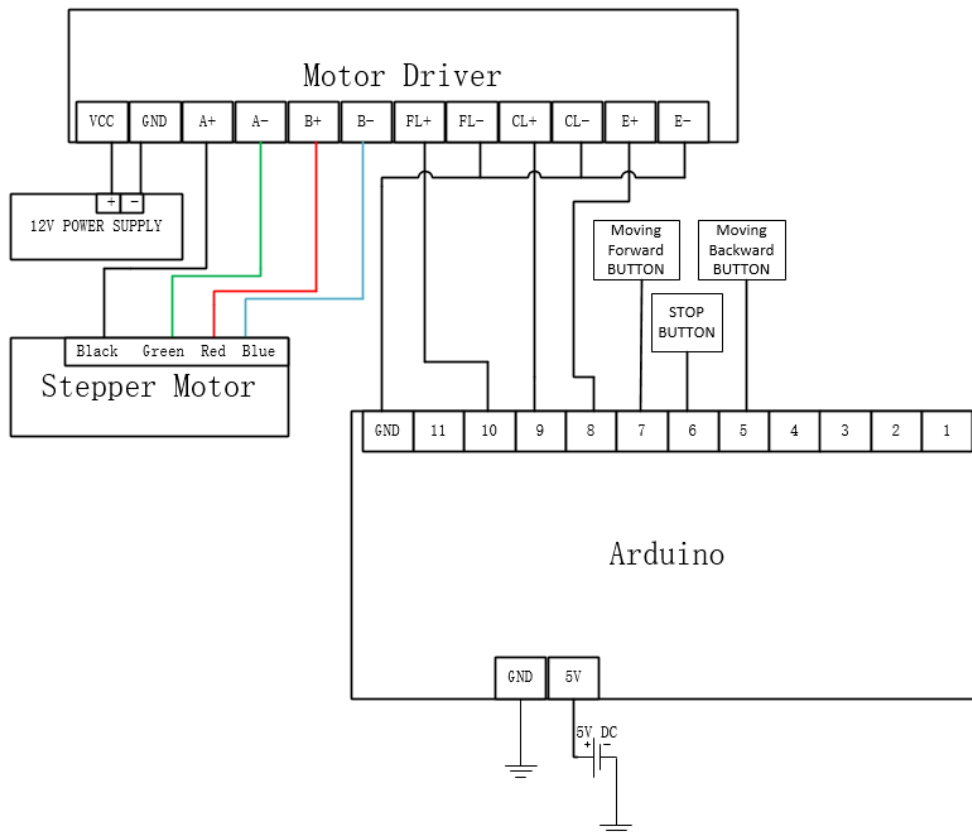 Motor Driver
VCC GND A+ A- B+ B- FL+ FL- CL+ CL- E+ E-
+ -
12V POWER SUPPLY
Moving
Forward
BUTTON
Moving
Backward
BUTTON
STOP
BUTTON
Black Green Red Blue
Stepper Motor
GND 11 10 9 8 7 6 5 4 3 2 1
Arduino
GND 5V
5V DC
+ -